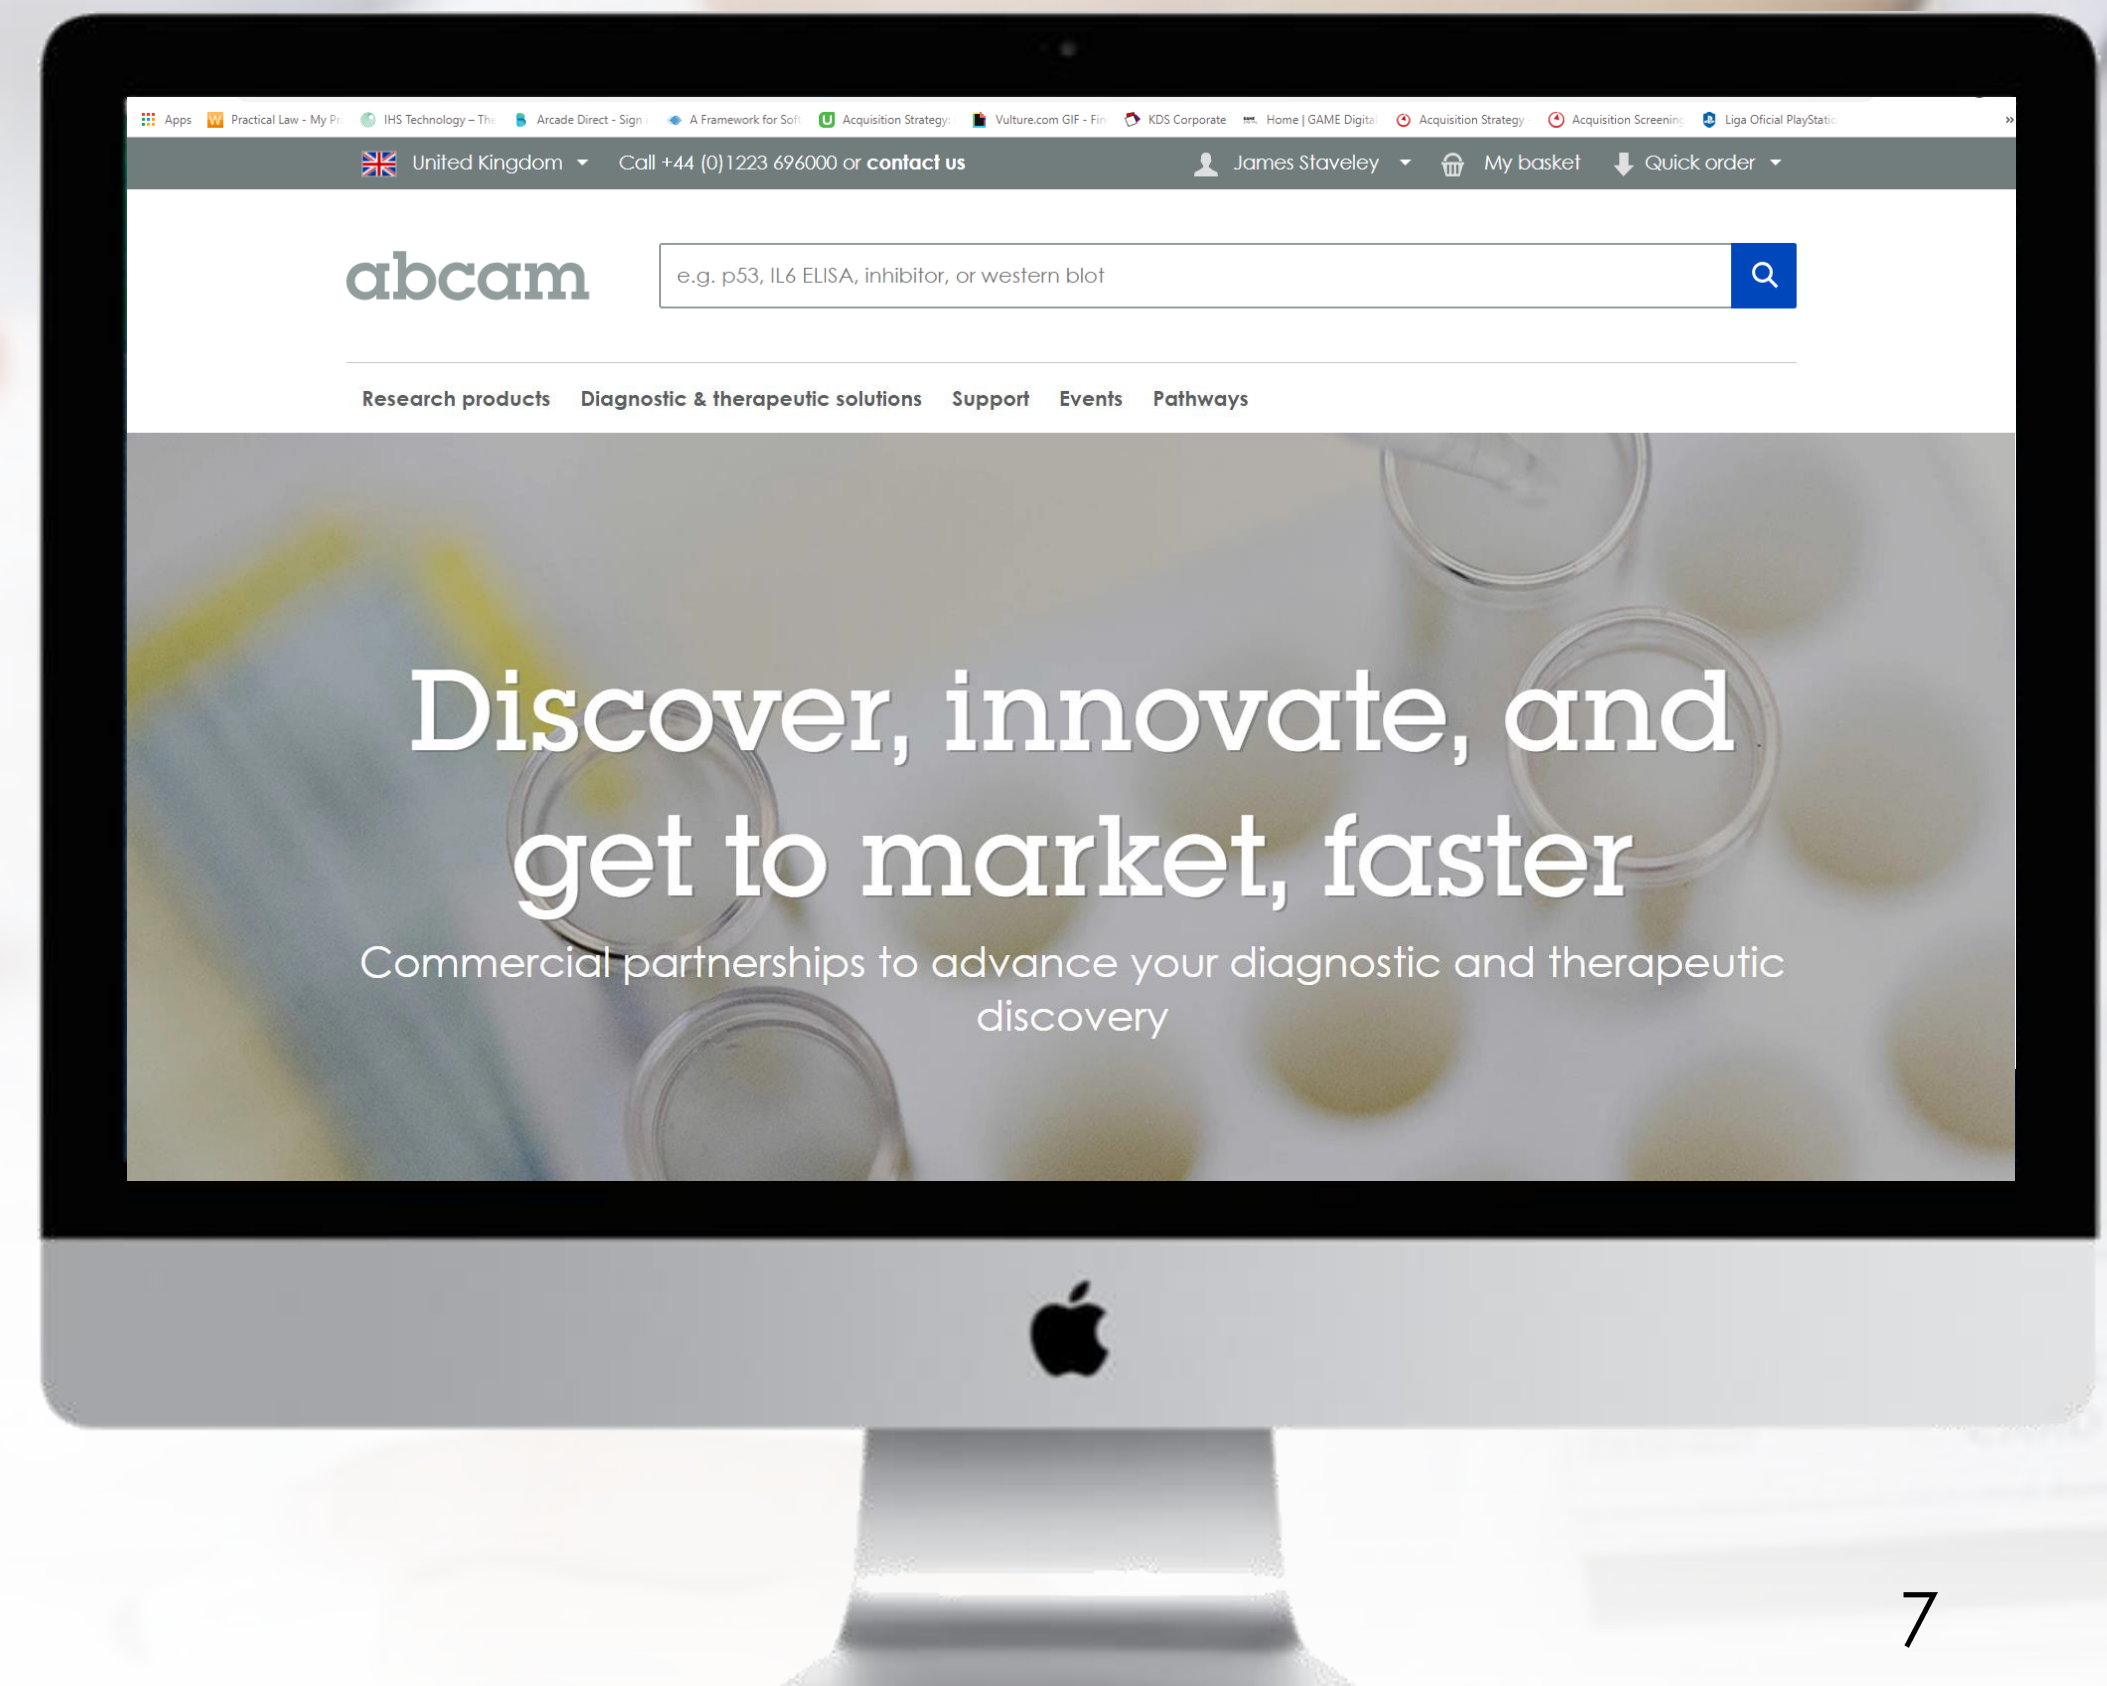 Apps Practical Law - My Pr IHS Technology – The Arcade Direct - Sign i A Framework for Soft Acquisition Strategy: Vulture.com GIF - Fin KDS Corporate Home | GAME Digital Acquisition Strategy - Acquisition Screening Liga Oficial PlayStatio »
United Kingdom Call +44 (0)1223 696000 or contact us James Staveley My basket Quick order
abcam e.g. p53, IL6 ELISA, inhibitor, or western blot
Research products Diagnostic & therapeutic solutions Support Events Pathways
Discover, innovate, and
get to market, faster
Commercial partnerships to advance your diagnostic and therapeutic
discovery
7